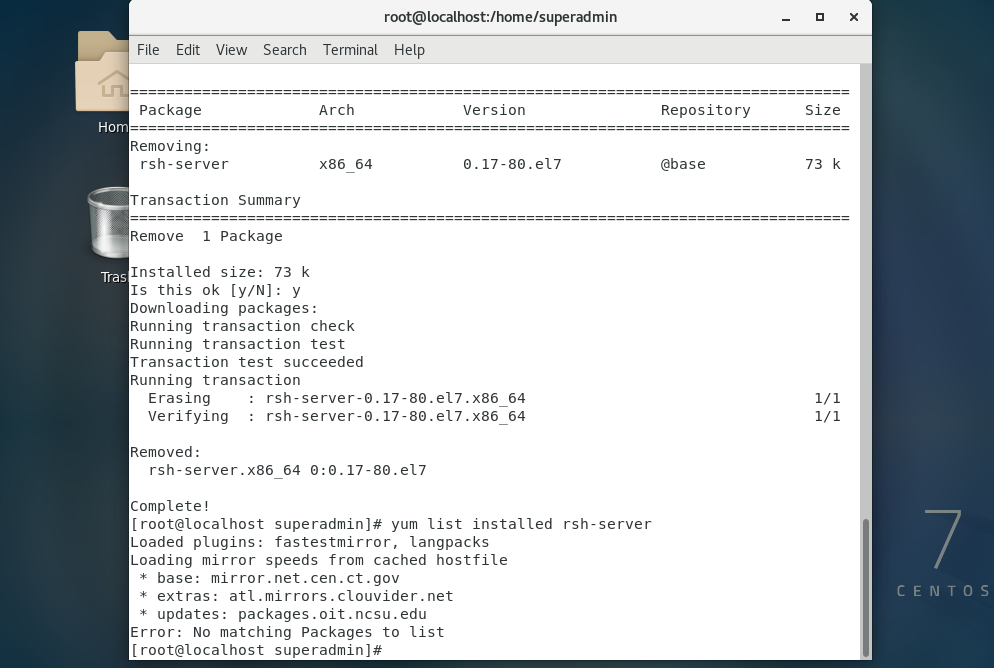 root@localhost:/home/superadmin
File Edit View Search Terminal Help
================================================================================
 Package             Arch            Version               Repository      Size
================================================================================
Removing:
 rsh-server          x86_64          0.17-80.el7           @base           73 k

Transaction Summary
================================================================================
Remove  1 Package

Installed size: 73 k
Is this ok [y/N]: y
Downloading packages:
Running transaction check
Running transaction test
Transaction test succeeded
Running transaction
  Erasing    : rsh-server-0.17-80.el7.x86_64                                1/1
  Verifying  : rsh-server-0.17-80.el7.x86_64                                1/1

Removed:
  rsh-server.x86_64 0:0.17-80.el7

Complete!
[root@localhost superadmin]# yum list installed rsh-server
Loaded plugins: fastestmirror, langpacks
Loading mirror speeds from cached hostfile
 * base: mirror.net.cen.ct.gov
 * extras: atl.mirrors.clouvider.net
 * updates: packages.oit.ncsu.edu
Error: No matching Packages to list
[root@localhost superadmin]#
Hom
Tras
7
CENTOS